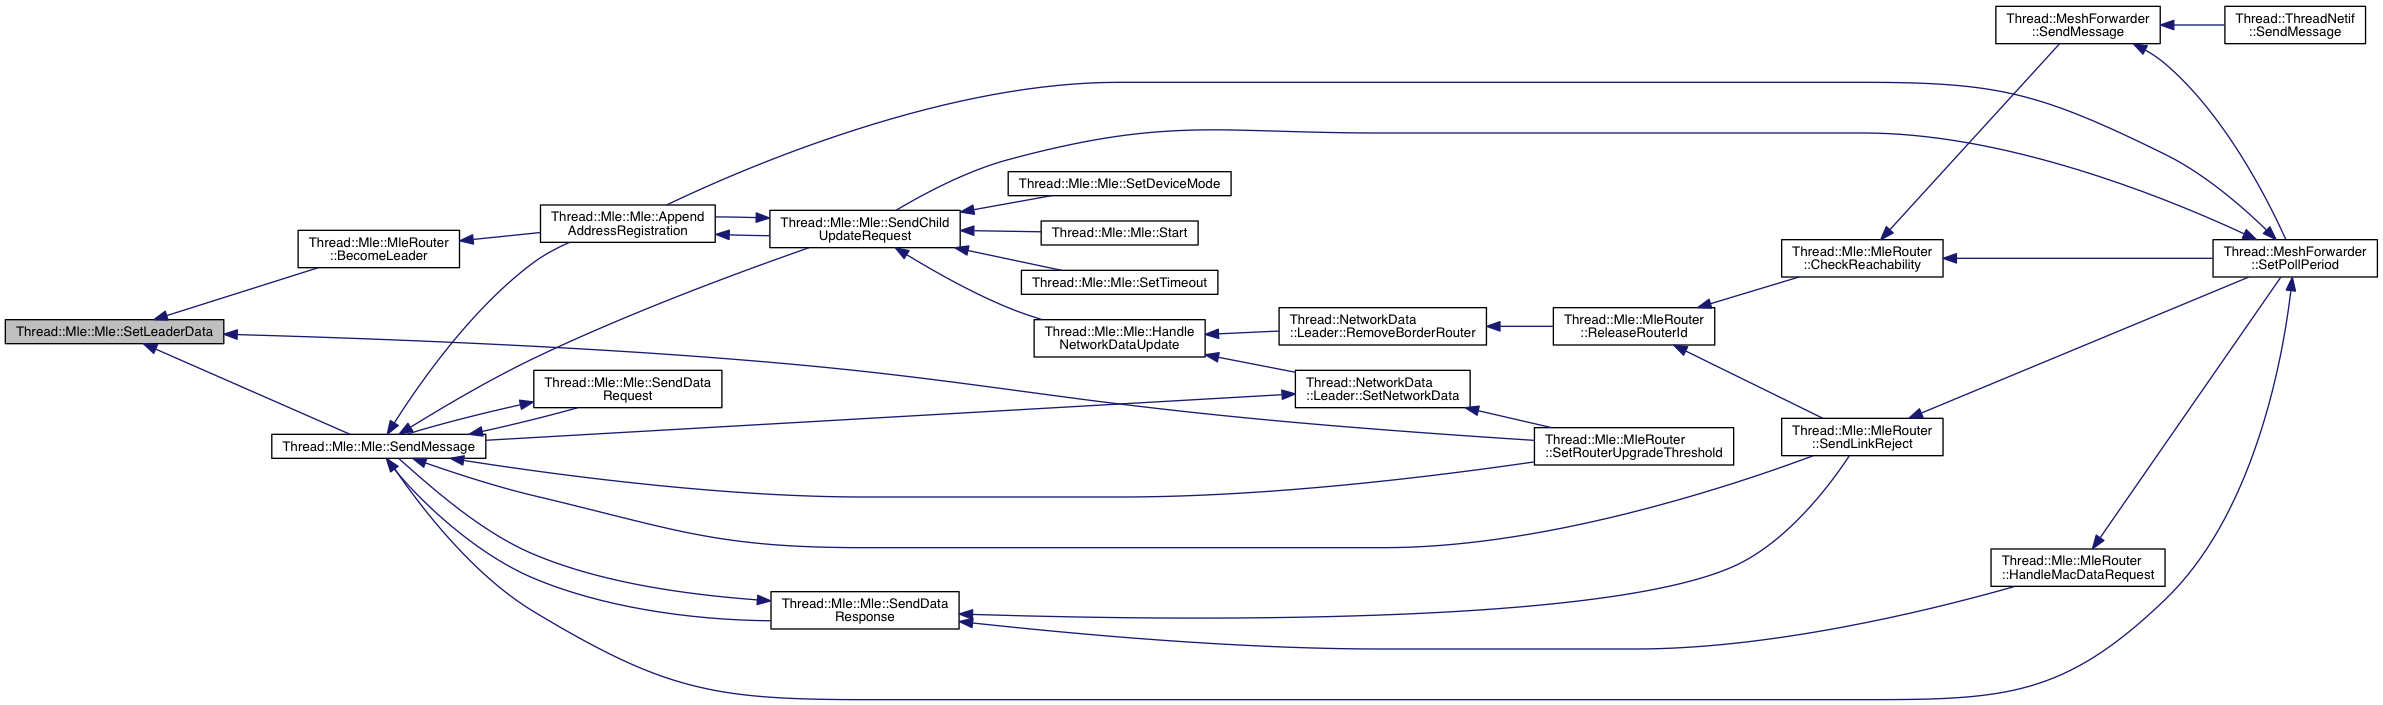 Thread::MeshForwarder
::SendMessage
Thread::ThreadNetif
::SendMessage
Thread::Mle::Mle::SetDeviceMode
Thread::Mle::Mle::Append
AddressRegistration
Thread::Mle::Mle::SendChild
UpdateRequest
Thread::Mle::Mle::Start
Thread::Mle::MleRouter
::BecomeLeader
Thread::Mle::MleRouter
::CheckReachability
Thread::MeshForwarder
::SetPollPeriod
Thread::Mle::Mle::SetTimeout
Thread::Mle::Mle::SetLeaderData
Thread::Mle::Mle::Handle
NetworkDataUpdate
Thread::NetworkData
::Leader::RemoveBorderRouter
Thread::Mle::MleRouter
::ReleaseRouterId
Thread::Mle::Mle::SendData
Request
Thread::NetworkData
::Leader::SetNetworkData
Thread::Mle::Mle::SendMessage
Thread::Mle::MleRouter
::SetRouterUpgradeThreshold
Thread::Mle::MleRouter
::SendLinkReject
Thread::Mle::MleRouter
::HandleMacDataRequest
Thread::Mle::Mle::SendData
Response